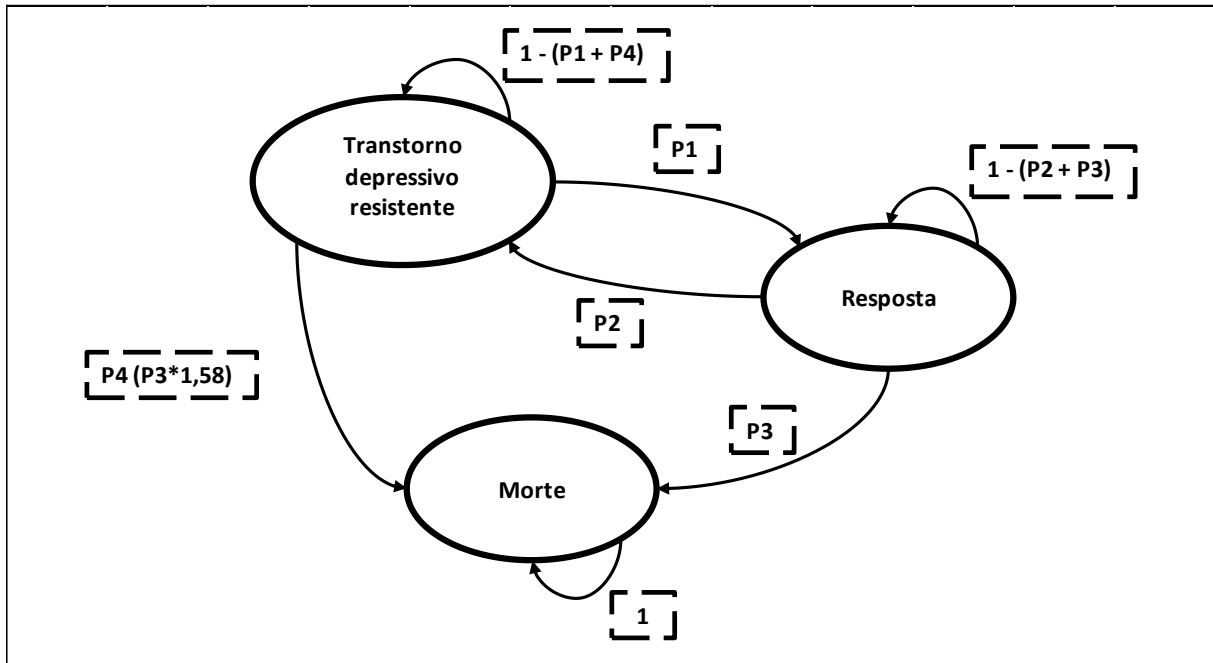 1 - (P1 + P4)
Transtorno
depressivo
resistente
P1
1 - (P2 + P3)
P2
Resposta
P4 (P3*1,58)
P3
Morte
1